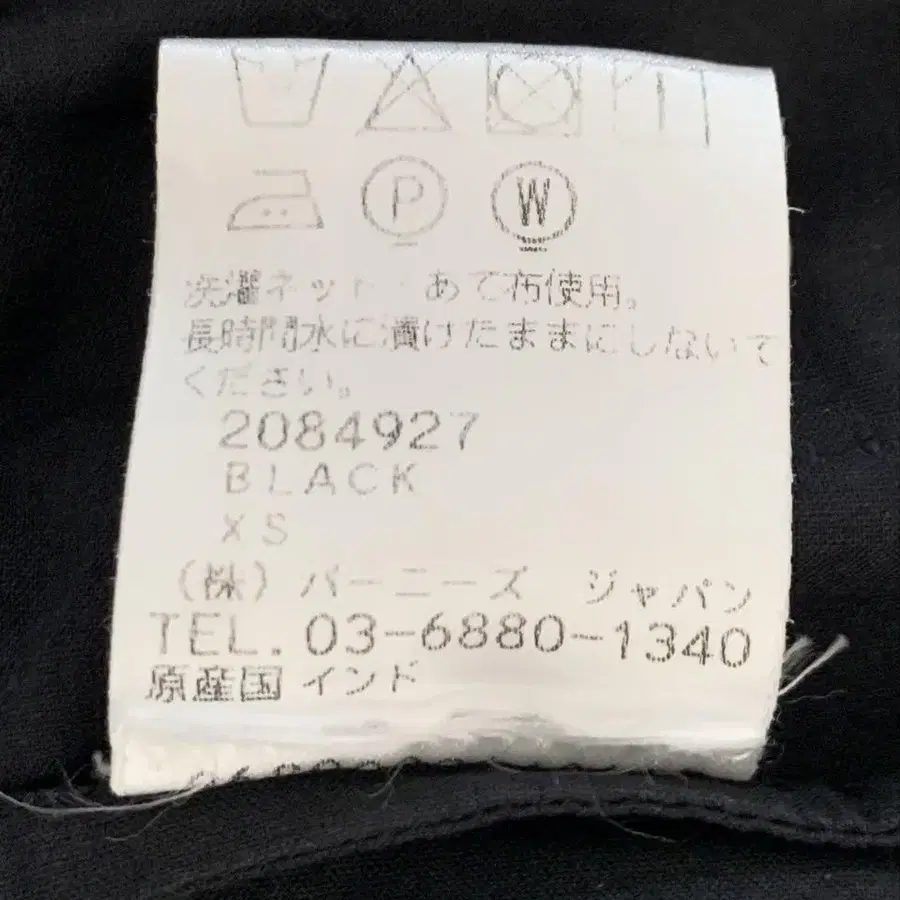 P W
洗濯ネット・あて布使用。
長時間水に漬けたままにしないで
ください。
2084927
BLACK
XS
(株)バーニーズ ジャパン
TEL. 03-6880-1340
原産国 インド